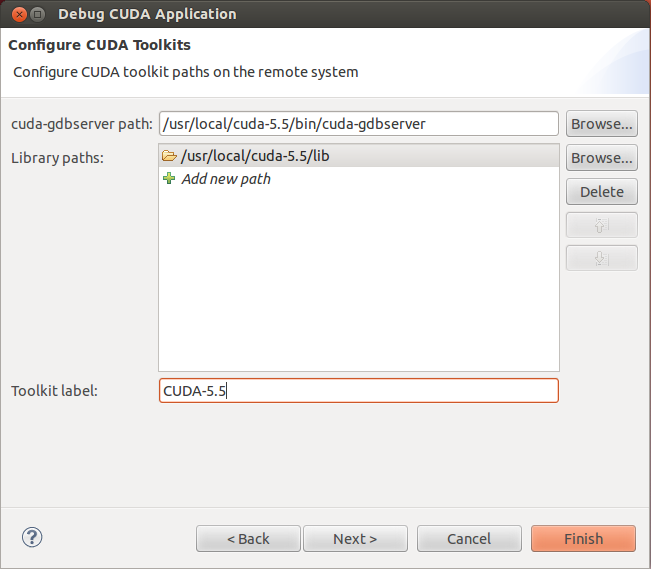 Debug CUDA Application
Configure CUDA Toolkits
Configure CUDA toolkit paths on the remote system
cuda-gdbserver path: /usr/local/cuda-5.5/bin/cuda-gdbserver Browse...
Library paths: /usr/local/cuda-5.5/lib Browse...
Add new path Delete
Toolkit label: CUDA-5.5
? < Back Next > Cancel Finish